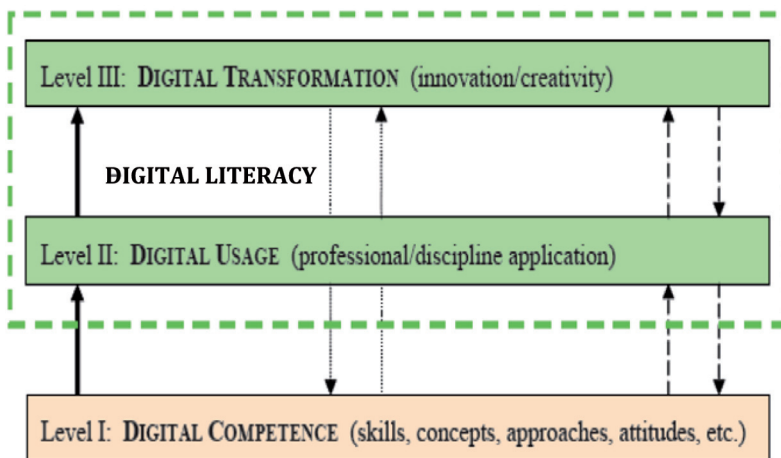 Level III: DIGITAL TRANSFORMATION (innovation/creativity)
DIGITAL LITERACY
Level II: DIGITAL USAGE (professional/discipline application)
Level I: DIGITAL COMPETENCE (skills, concepts, approaches, attitudes, etc.)